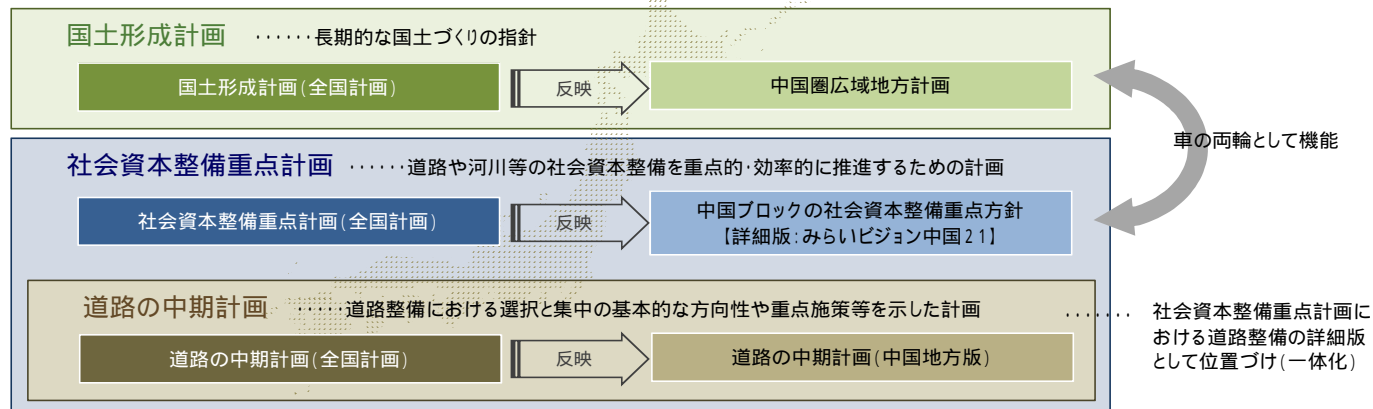 国土形成計画 ······長期的な国土づくりの指針
国土形成計画(全国計画)
反映
中国圏広域地方計画
車の両輪として機能
社会資本整備重点計画 ······道路や河川等の社会資本整備を重点的･効率的に推進するための計画
社会資本整備重点計画(全国計画)
反映
中国ブロックの社会資本整備重点方針
【詳細版:みらいビジョン中国21】
道路の中期計画 ······道路整備における選択と集中の基本的な方向性や重点施策等を示した計画
道路の中期計画(全国計画)
反映
道路の中期計画(中国地方版)
······· 社会資本整備重点計画に
おける道路整備の詳細版
として位置づけ(一体化)